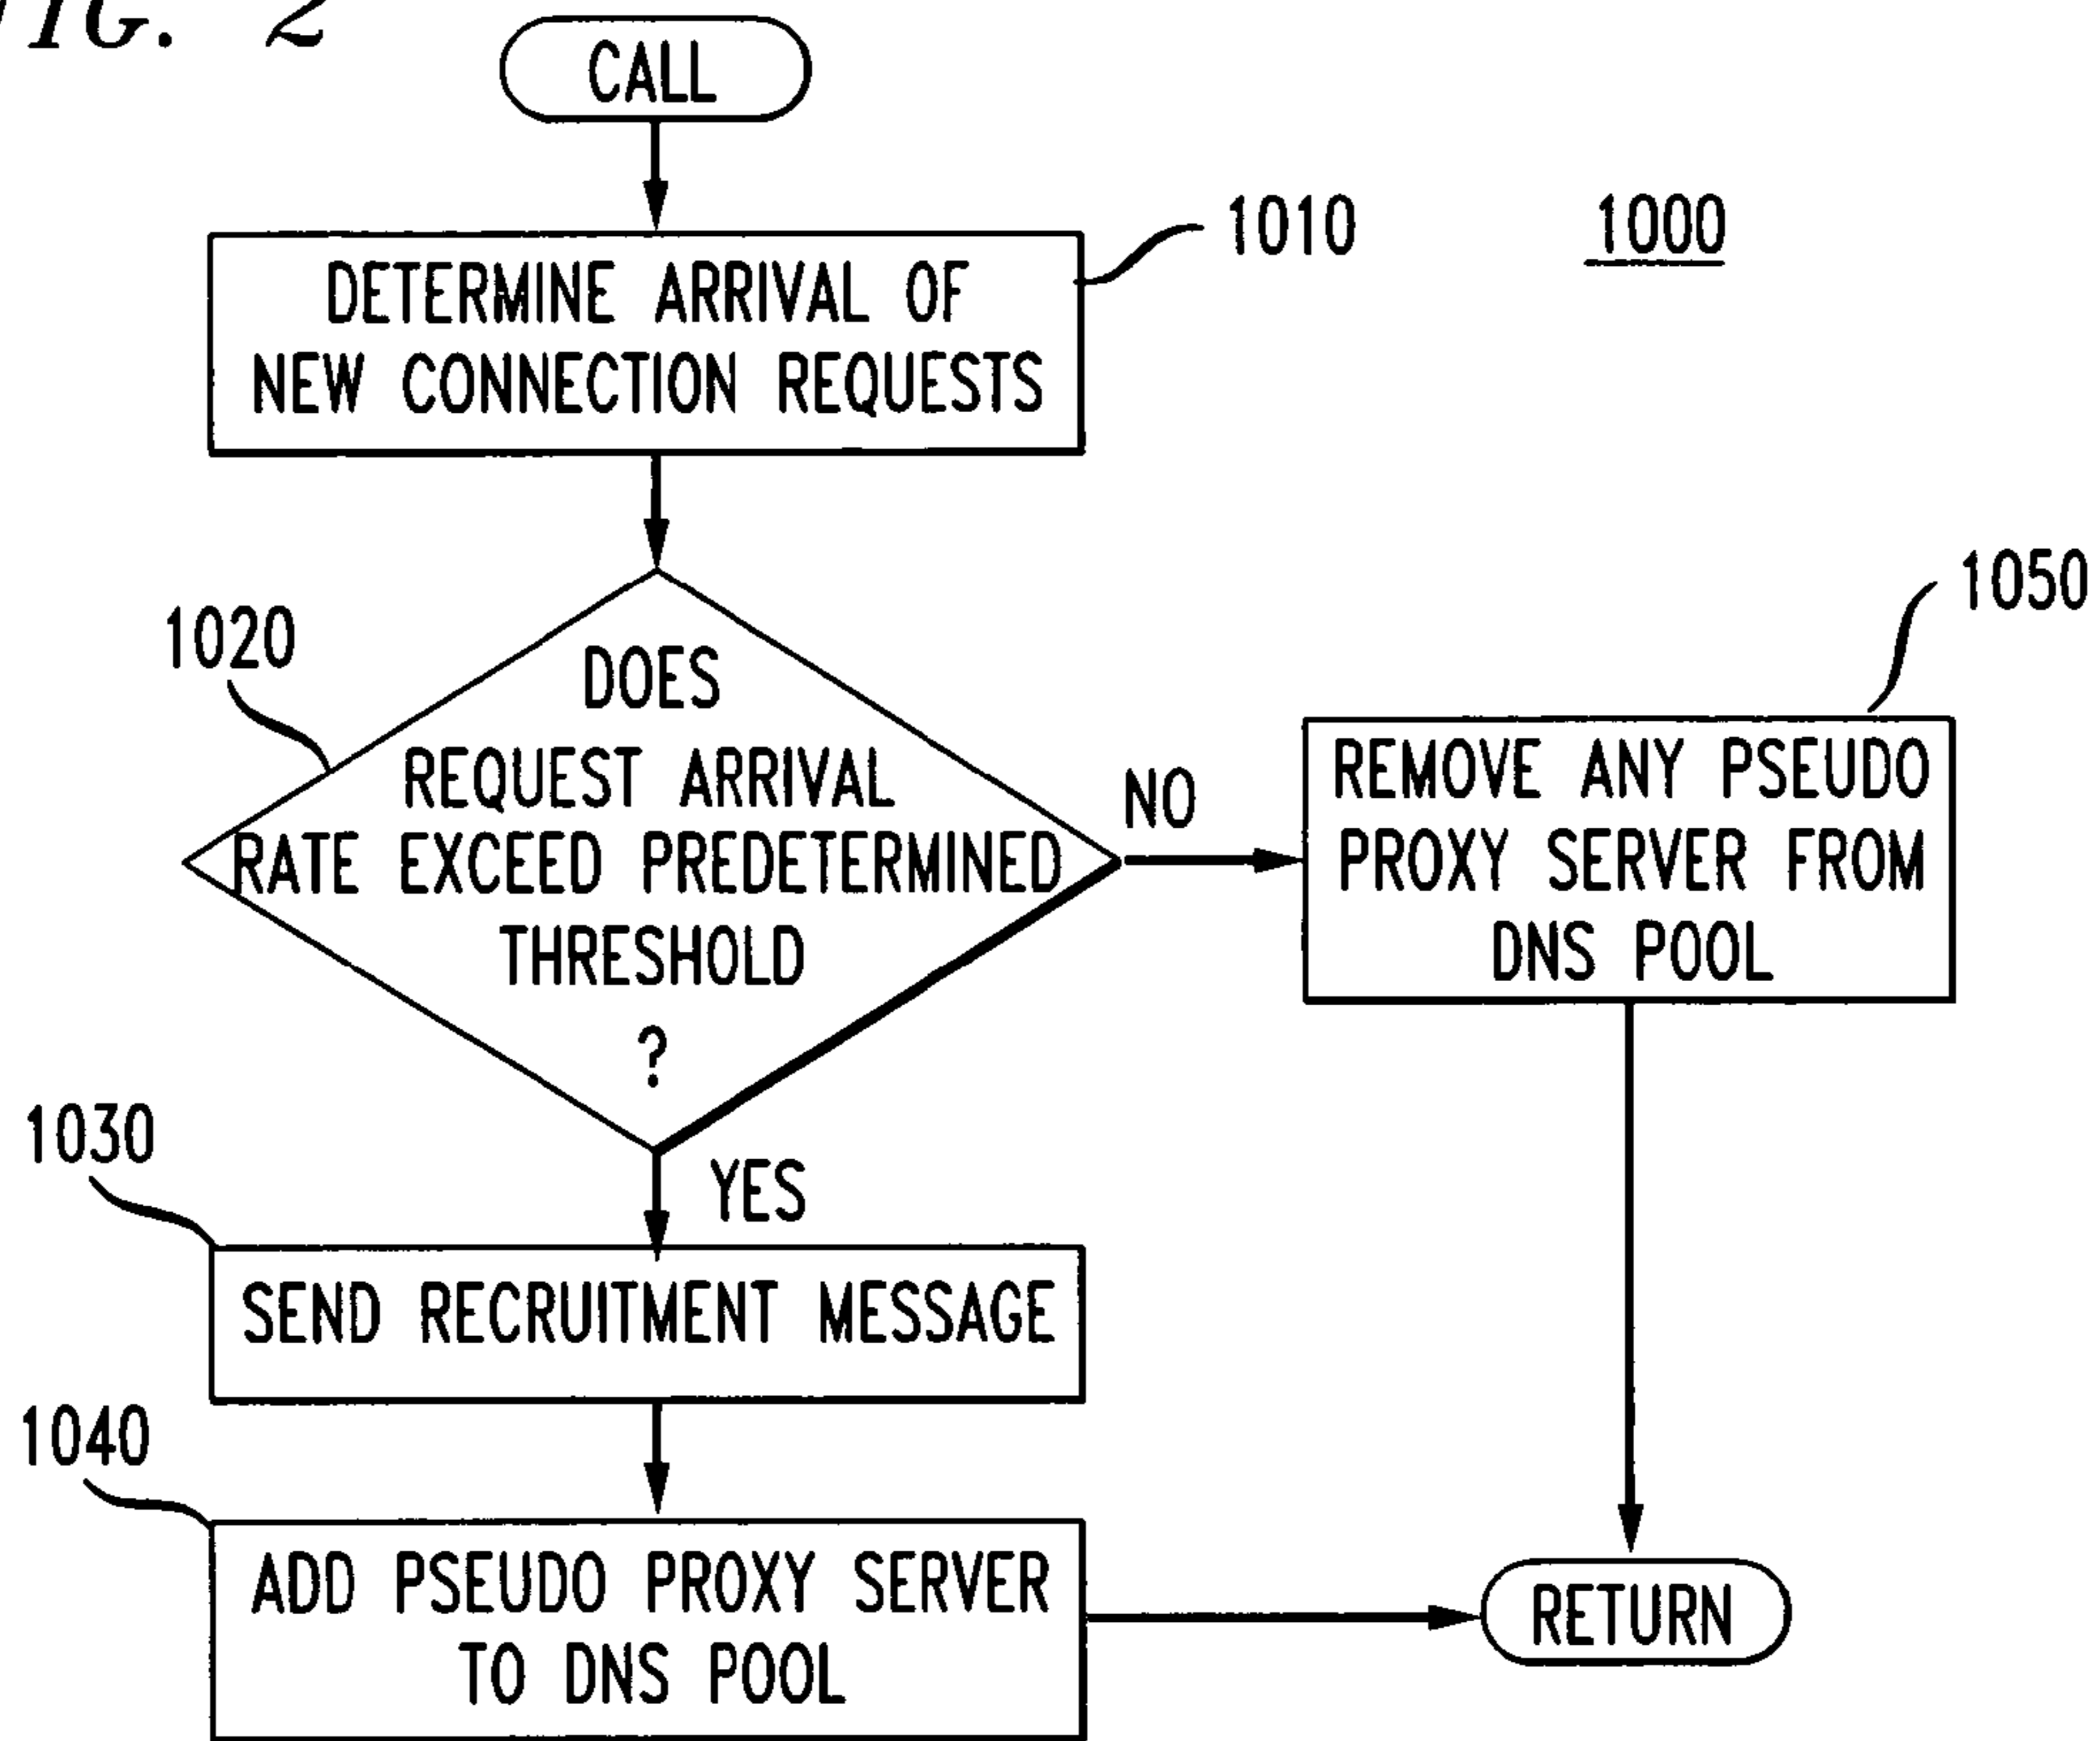 FIG. 2
CALL
1010
1000
DETERMINE ARRIVAL OF
NEW CONNECTION REQUESTS
1020
DOES
REQUEST ARRIVAL
RATE EXCEED PREDETERMINED
THRESHOLD
?
NO
1050
REMOVE ANY PSEUDO
PROXY SERVER FROM
DNS POOL
YES
1030
SEND RECRUITMENT MESSAGE
1040
ADD PSEUDO PROXY SERVER
TO DNS POOL
RETURN